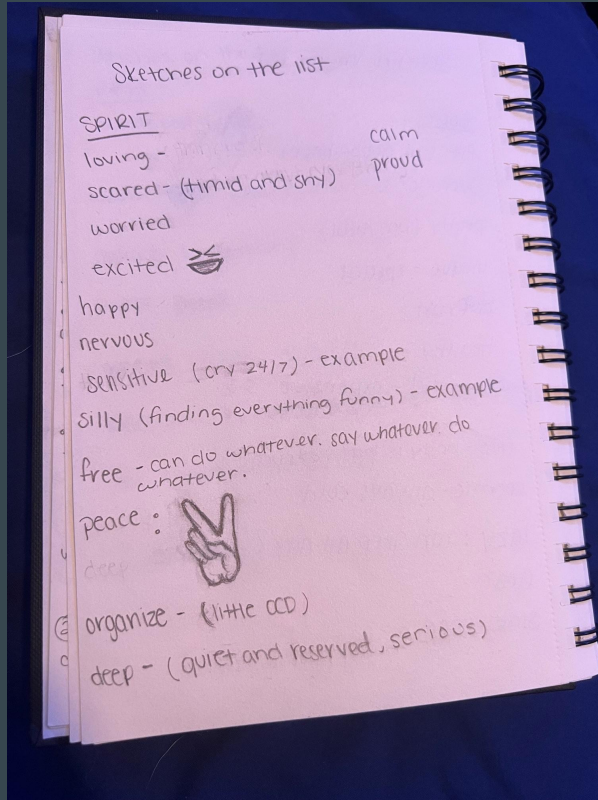 Sketches on the list
SPIRIT
loving -
calm
scared - (timid and shy)
proud
worried
excited
happy
nervous
sensitive (cry 24/7) - example
silly (finding everything funny) - example
free - can do whatever. say whatever. do
whatever.
peace :
deep
organize - (little OCD)
deep - (quiet and reserved, serious)